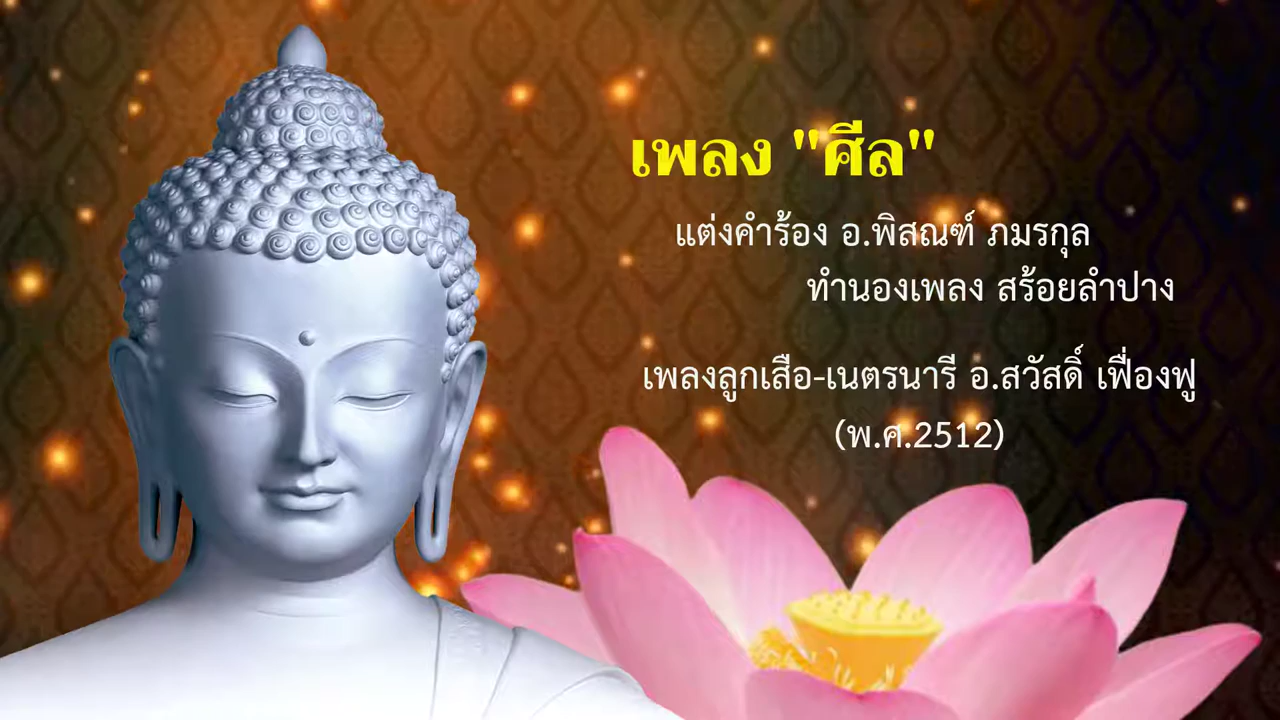 เพลง "ศีล"
แต่งคำร้อง อ.พิสณฑ์ ภมรกุล
ทำนองเพลง สร้อยลำปาง
เพลงลูกเสือ-เนตรนารี อ.สวัสดิ์ เฟื่องฟู
(พ.ศ.2512)